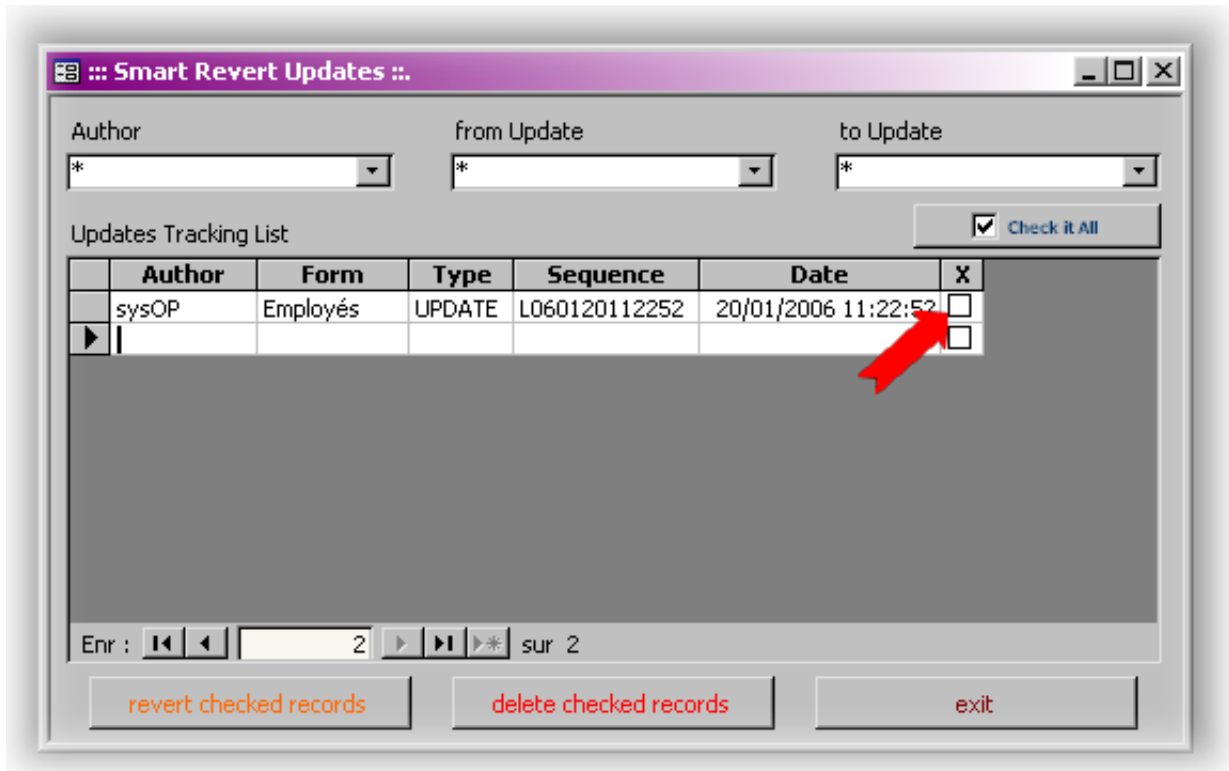 ::: Smart Revert Updates ::.
Author from Update to Update
* * *
Updates Tracking List Check it All
Author Form Type Sequence Date X
sysOP Employés UPDATE L060120112252 20/01/2006 11:22:52
Enr : 2 sur 2
revert checked records delete checked records exit